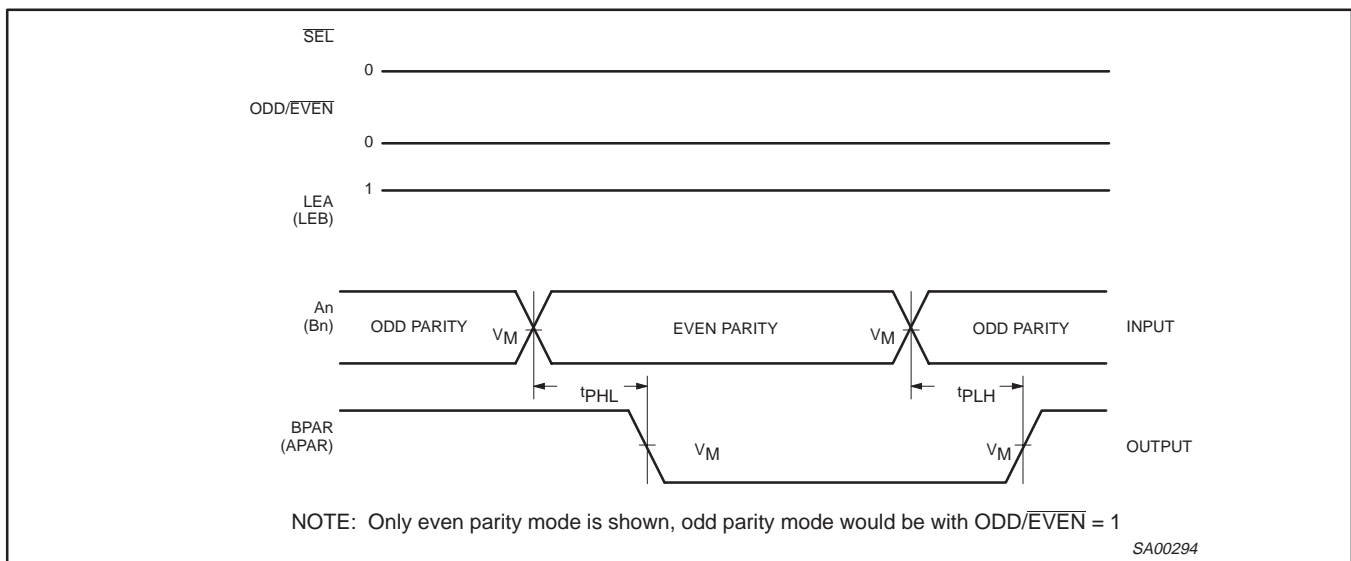 SEL
0
ODD/EVEN
0
1
LEA
(LEB)
An
(Bn)
ODD PARITY
VM
EVEN PARITY
VM
ODD PARITY
INPUT
tPHL
tPLH
BPAR
(APAR)
VM
VM
OUTPUT
NOTE: Only even parity mode is shown, odd parity mode would be with ODD/EVEN = 1
SA00294